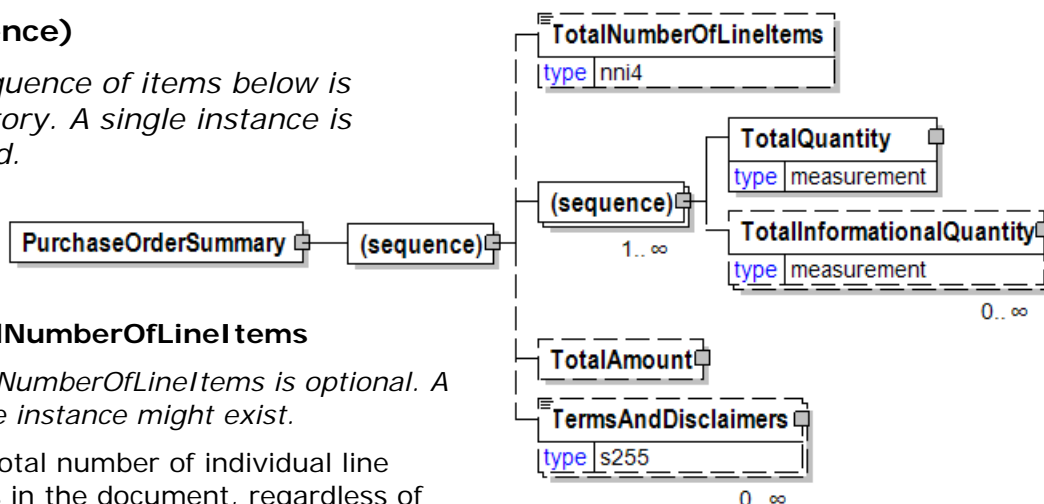 nce)
quence of items below is
ory. A single instance is
d.
lNumberOfLineItems
NumberOfLineItems is optional. A
e instance might exist.
otal number of individual line
in the document, regardless of
PurchaseOrderSummary
(sequence)
TotalNumberOfLineItems
type nni4
(sequence)
1.. ∞
TotalQuantity
type measurement
TotalInformationalQuantity
type measurement
0.. ∞
TotalAmount
TermsAndDisclaimers
type s255
0.. ∞